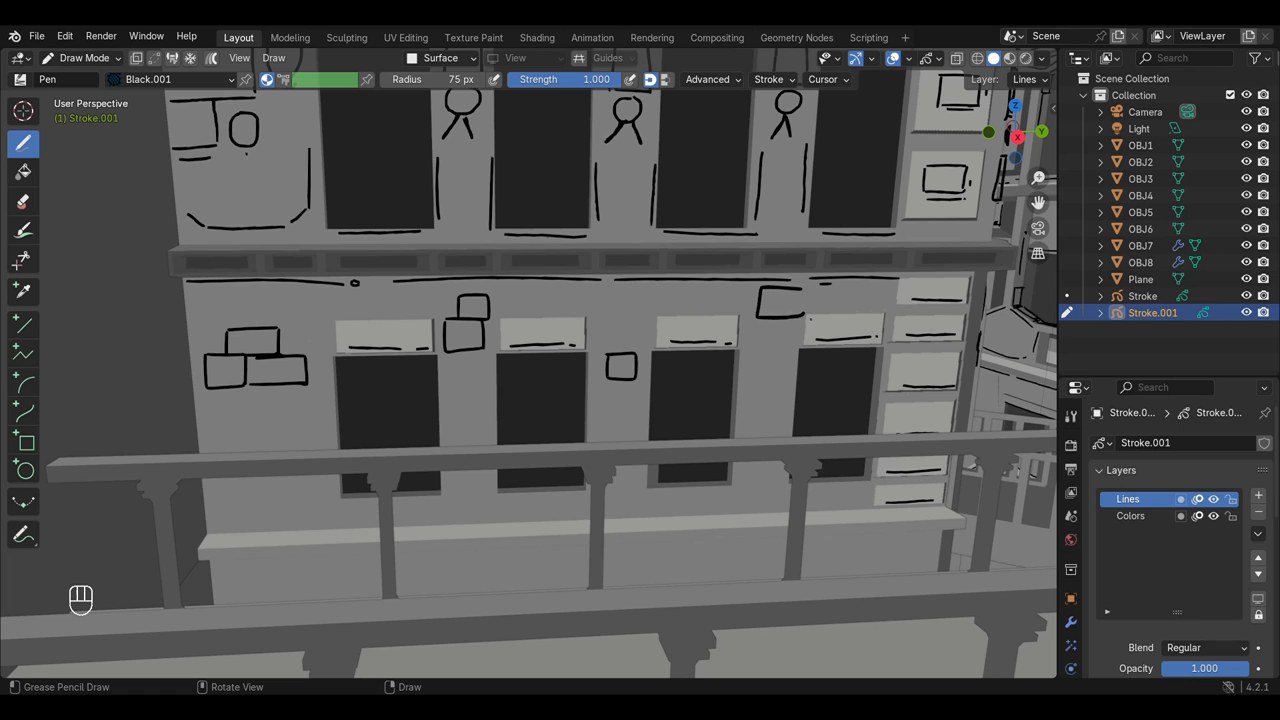 File Edit Render Window Help Layout Modeling Sculpting UV Editing Texture Paint Shading Animation Rendering Compositing Geometry Nodes Scripting + Scene ViewLayer
Draw Mode View Draw Surface View Guides Search
Pen Black.001 Radius 75 px Strength 1.000 Advanced Stroke Cursor Layer: Lines Scene Collection
User Perspective
(1) Stroke.001
X
Y
Z
Collection
Camera
Light
OBJ1
OBJ2
OBJ3
OBJ4
OBJ5
OBJ6
OBJ7
OBJ8
Plane
Stroke
Stroke.001
Search
Stroke.0... Stroke.0...
Stroke.001
Layers
Lines
Colors
Blend Regular
Opacity 1.000
Grease Pencil Draw Rotate View Draw 4.2.1